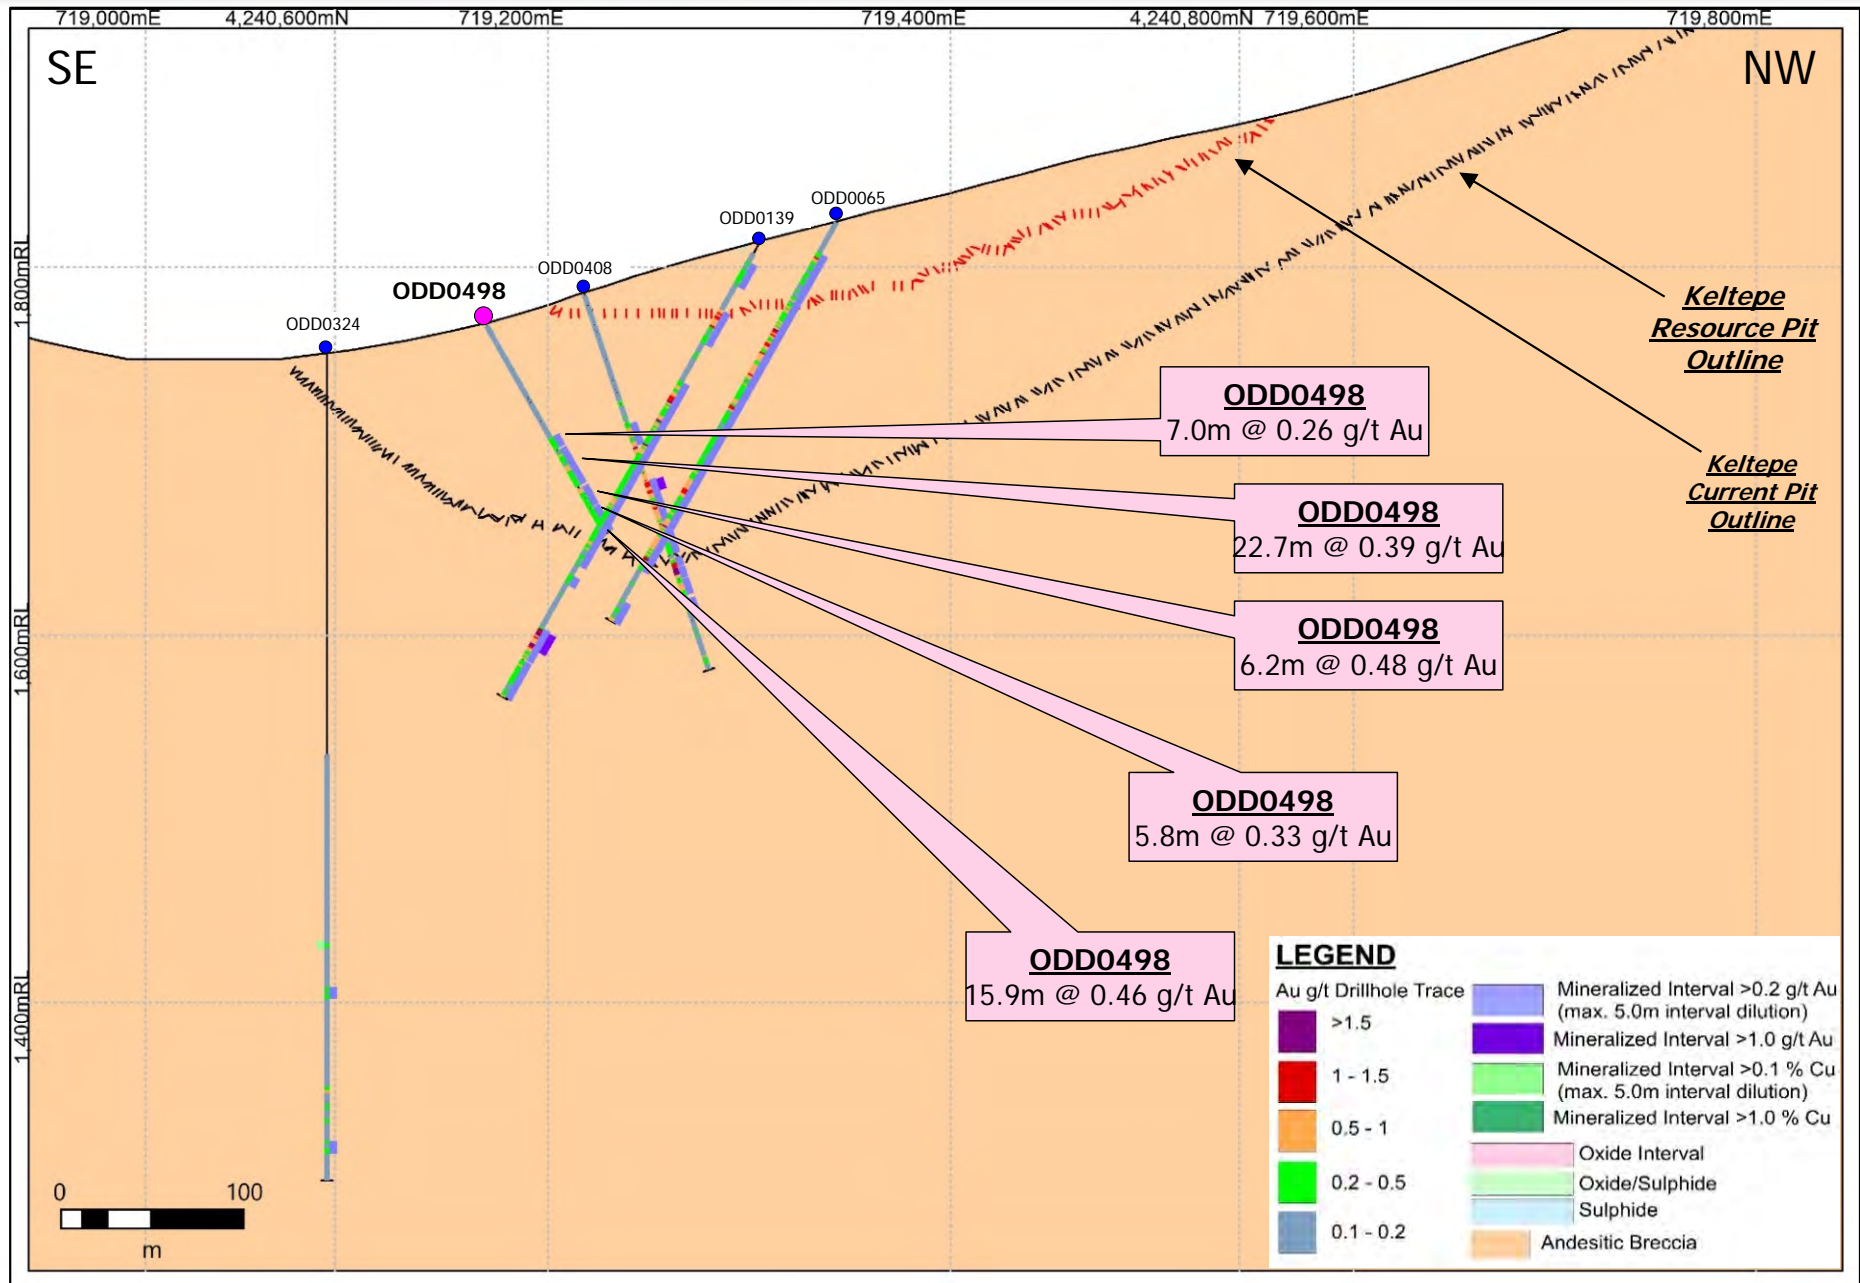 719,000mE 4,240,600mN 719,200mE 719,400mE 4,240,800mN 719,600mE 719,800mE
SE
NW
1,800mRL
1,600mRL
1,400mRL
ODD0065
ODD0139
ODD0408
ODD0498
ODD0324
Keltepe
Resource Pit
Outline
Keltepe
Current Pit
Outline
ODD0498
7.0m @ 0.26 g/t Au
ODD0498
22.7m @ 0.39 g/t Au
ODD0498
6.2m @ 0.48 g/t Au
ODD0498
5.8m @ 0.33 g/t Au
ODD0498
15.9m @ 0.46 g/t Au
0 100
m
LEGEND
Au g/t Drillhole Trace
>1.5
1 - 1.5
0.5 - 1
0.2 - 0.5
0.1 - 0.2
Mineralized Interval >0.2 g/t Au
(max. 5.0m interval dilution)
Mineralized Interval >1.0 g/t Au
Mineralized Interval >0.1 % Cu
(max. 5.0m interval dilution)
Mineralized Interval >1.0 % Cu
Oxide Interval
Oxide/Sulphide
Sulphide
Andesitic Breccia